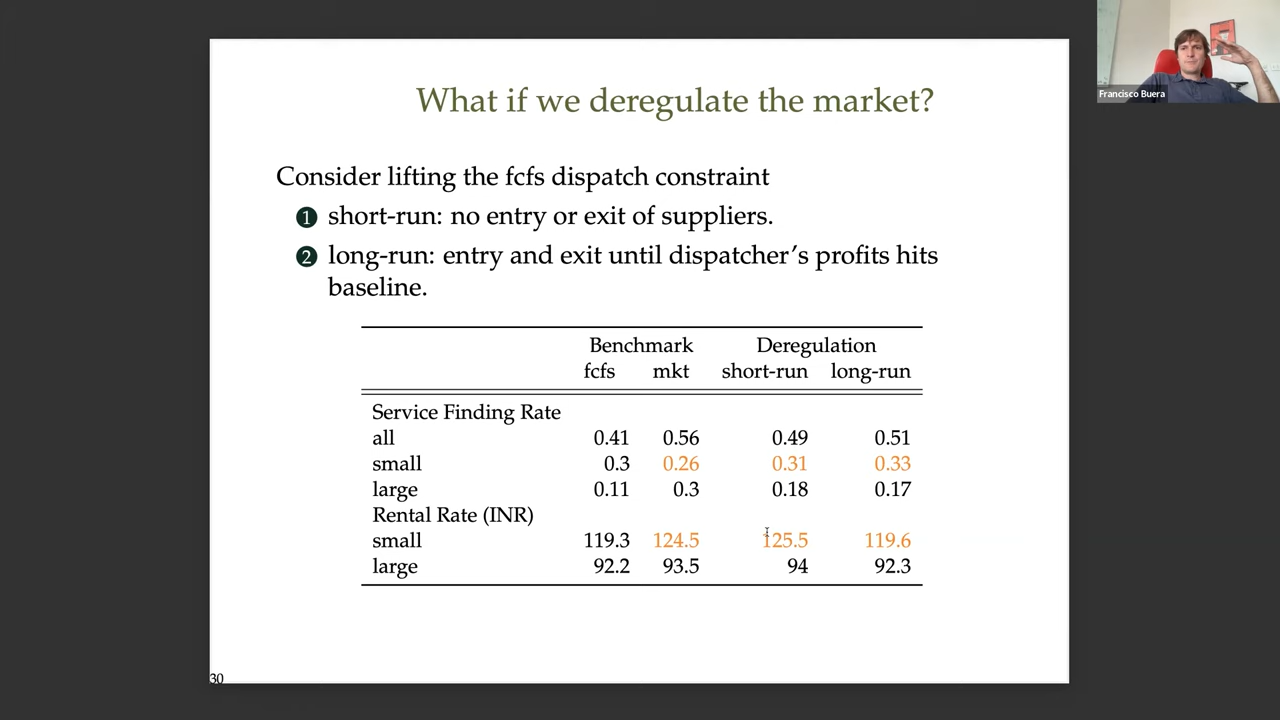 What if we deregulate the market?
Francisco Buera
Consider lifting the fcfs dispatch constraint
1 short-run: no entry or exit of suppliers.
2 long-run: entry and exit until dispatcher's profits hits
baseline.
Benchmark Deregulation
fcfs mkt short-run long-run
Service Finding Rate
all 0.41 0.56 0.49 0.51
small 0.3 0.26 0.31 0.33
large 0.11 0.3 0.18 0.17
Rental Rate (INR)
small 119.3 124.5 125.5 119.6
large 92.2 93.5 94 92.3
30